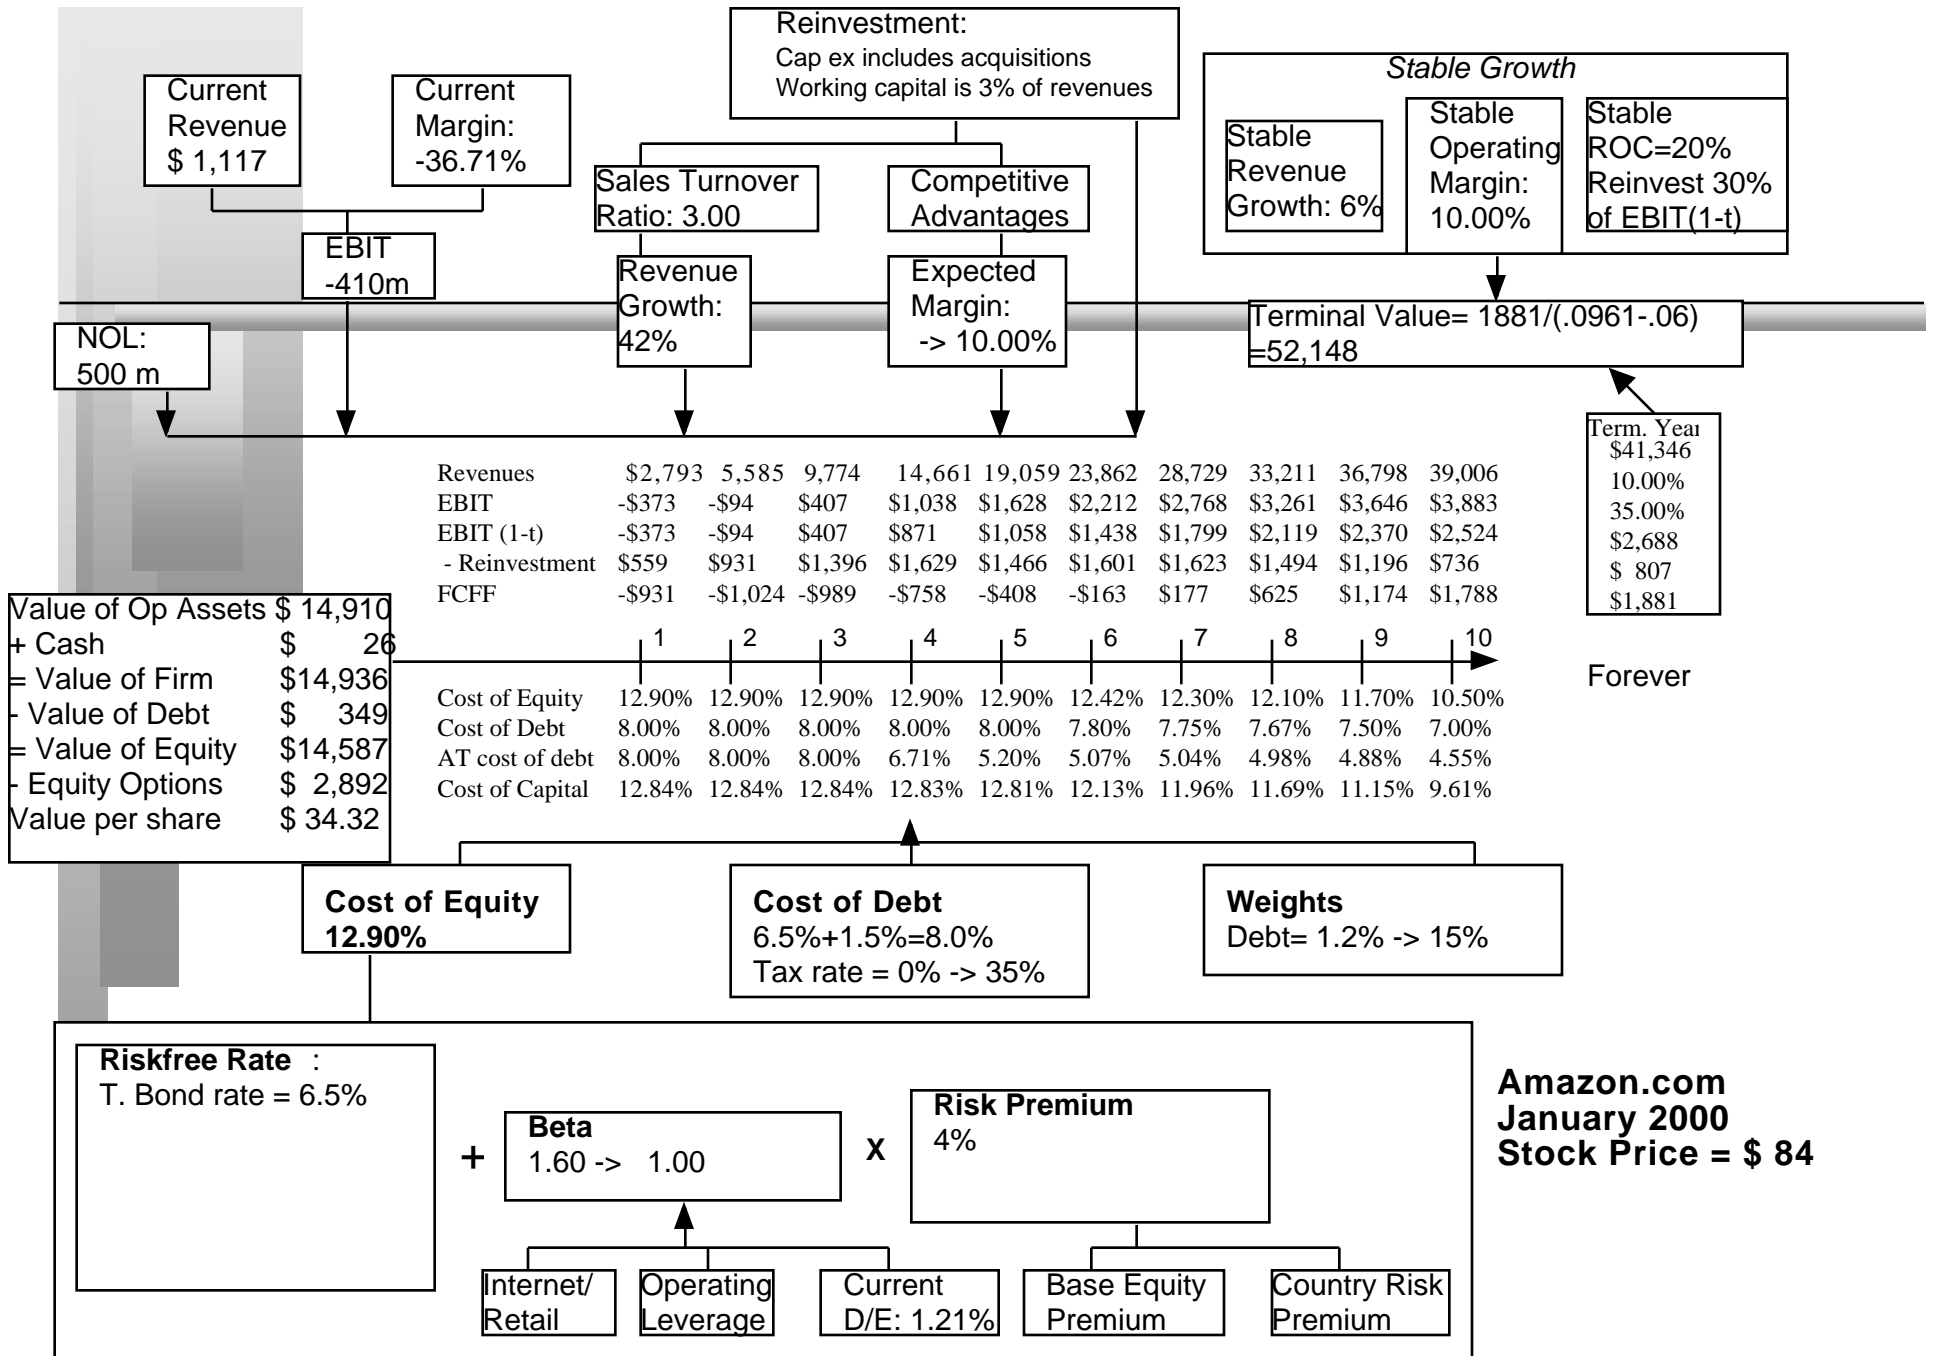 Reinvestment:
Cap ex includes acquisitions
Working capital is 3% of revenues
Current
Revenue
$ 1,117
Current
Margin:
-36.71%
Sales Turnover
Ratio: 3.00
Competitive
Advantages
Stable Growth
Stable
Revenue
Growth: 6%
Stable
Operating
Margin:
10.00%
Stable
ROC=20%
Reinvest 30%
of EBIT(1-t)
EBIT
-410m
NOL:
500 m
Revenue
Growth:
42%
Expected
Margin:
-> 10.00%
Terminal Value= 1881/(.0961-.06)
=52,148
Term. Year
$41,346
10.00%
35.00%
$2,688
$ 807
$1,881
Revenues $2,793 5,585 9,774 14,661 19,059 23,862 28,729 33,211 36,798 39,006
EBIT -$373 -$94 $407 $1,038 $1,628 $2,212 $2,768 $3,261 $3,646 $3,883
EBIT (1-t) -$373 -$94 $407 $871 $1,058 $1,438 $1,799 $2,119 $2,370 $2,524
- Reinvestment $559 $931 $1,396 $1,629 $1,466 $1,601 $1,623 $1,494 $1,196 $736
FCFF -$931 -$1,024 -$989 -$758 -$408 -$163 $177 $625 $1,174 $1,788
1 2 3 4 5 6 7 8 9 10
Forever
Value of Op Assets $ 14,910
+ Cash $ 26
= Value of Firm $14,936
- Value of Debt $ 349
= Value of Equity $14,587
- Equity Options $ 2,892
Value per share $ 34.32
Cost of Equity 12.90% 12.90% 12.90% 12.90% 12.90% 12.42% 12.30% 12.10% 11.70% 10.50%
Cost of Debt 8.00% 8.00% 8.00% 8.00% 8.00% 7.80% 7.75% 7.67% 7.50% 7.00%
AT cost of debt 8.00% 8.00% 8.00% 6.71% 5.20% 5.07% 5.04% 4.98% 4.88% 4.55%
Cost of Capital 12.84% 12.84% 12.84% 12.83% 12.81% 12.13% 11.96% 11.69% 11.15% 9.61%
Cost of Equity
12.90%
Cost of Debt
6.5%+1.5%=8.0%
Tax rate = 0% -> 35%
Weights
Debt= 1.2% -> 15%
Riskfree Rate :
T. Bond rate = 6.5%
+
Beta
1.60 -> 1.00
X
Risk Premium
4%
Internet/
Retail
Operating
Leverage
Current
D/E: 1.21%
Base Equity
Premium
Country Risk
Premium
Amazon.com
January 2000
Stock Price = $ 84